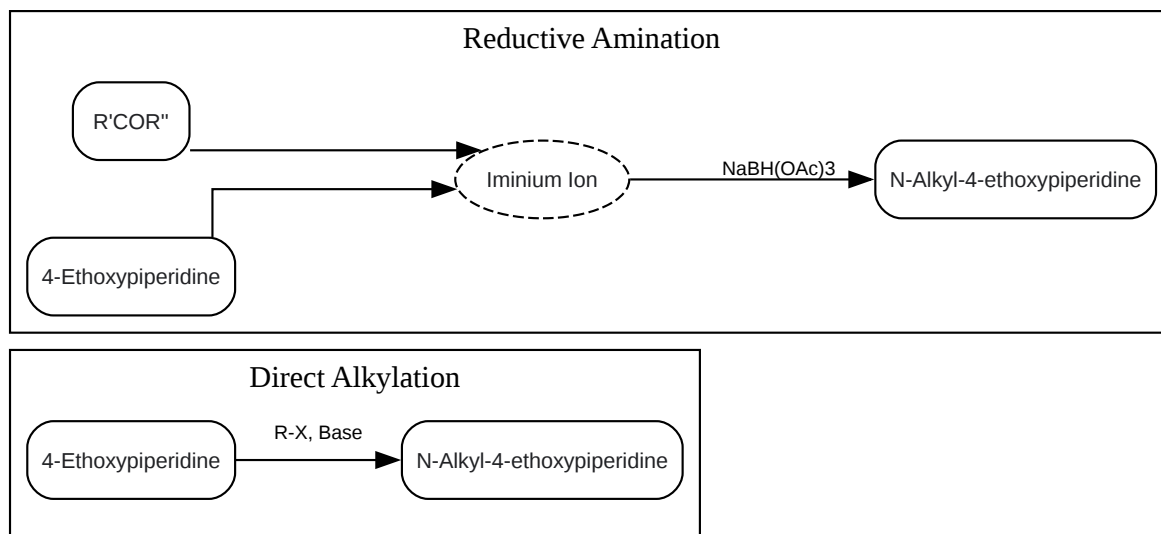 Reductive Amination
R'COR"
Iminium Ion
NaBH(OAc)3
N-Alkyl-4-ethoxypiperidine
4-Ethoxypiperidine
Direct Alkylation
4-Ethoxypiperidine
R-X, Base
N-Alkyl-4-ethoxypiperidine